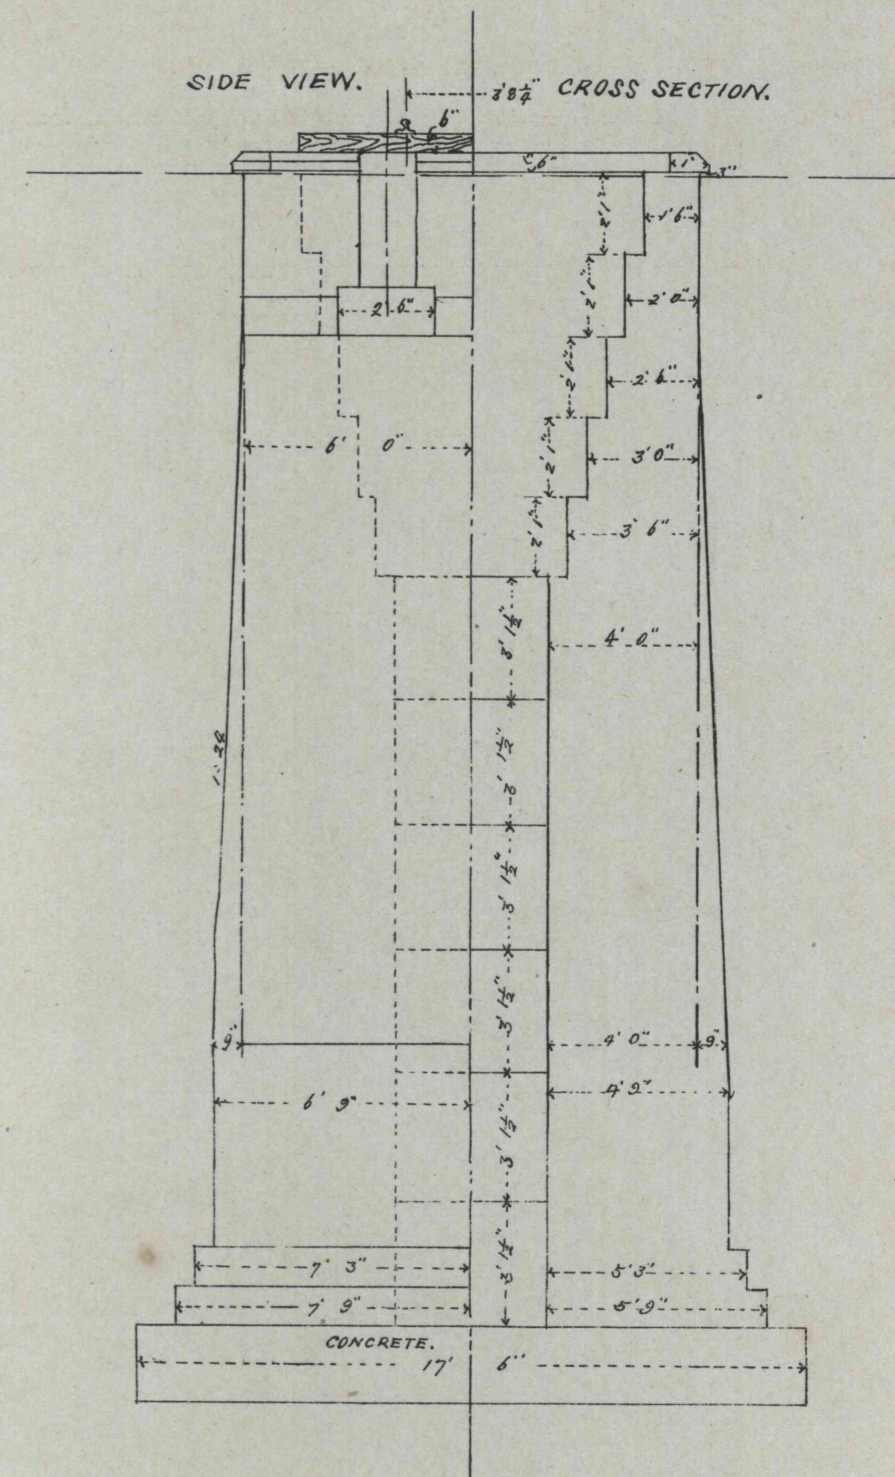 SIDE VIEW.
3' 8¼" CROSS SECTION.
6"
6" 1'
3"
2' 1" 1' 6"
2' 1" 2' 0"
2' 6"
2' 1" 2' 6"
6' 0" 2' 1" 3' 0"
2' 1" 3' 6"
3' 1½"
4' 0"
3' 1½"
3' 1½"
3' 1½"
9" 4' 0" 9"
4' 9"
6' 9" 3' 1½"
3' 1½"
7' 3" 5' 3"
7' 9" 5' 9"
CONCRETE.
17' 6"